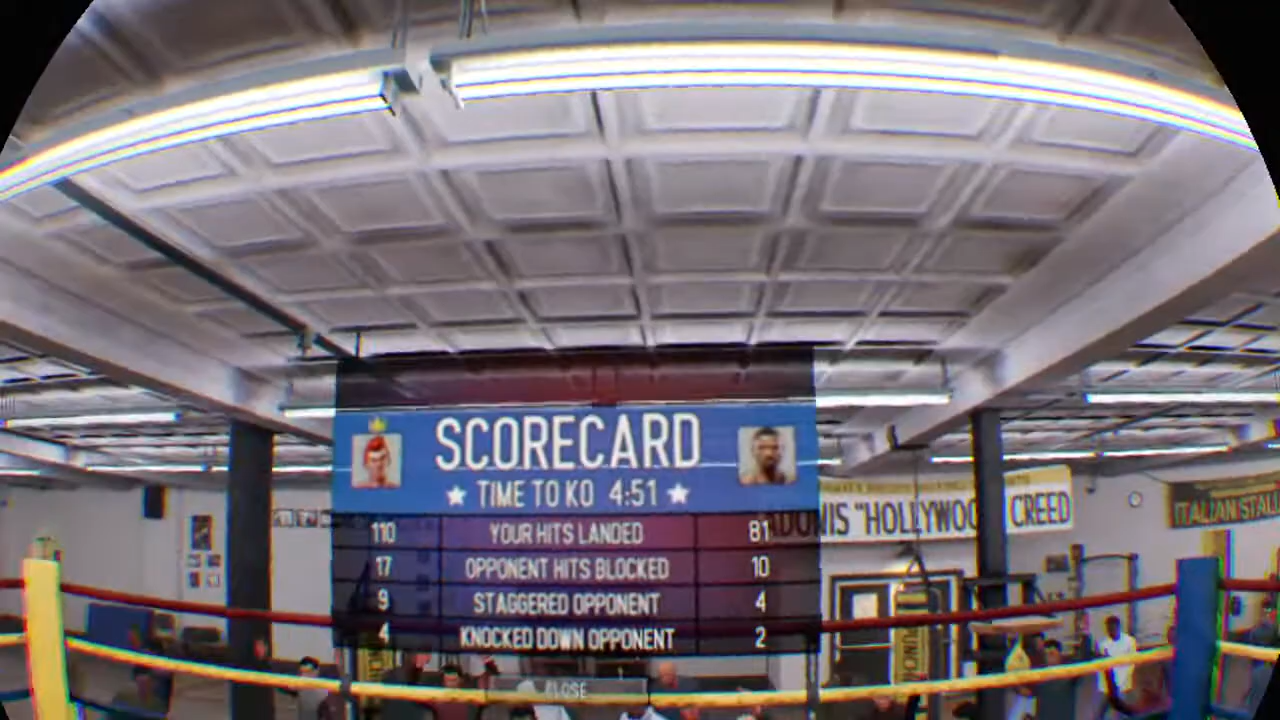 SCORECARD
★ TIME TO KO 4:51 ★
110 YOUR HITS LANDED 81
17 OPPONENT HITS BLOCKED 10
9 STAGGERED OPPONENT 4
4 KNOCKED DOWN OPPONENT 2
CLOSE
"HOLLYWOOD" CREED
ITALIAN STALL